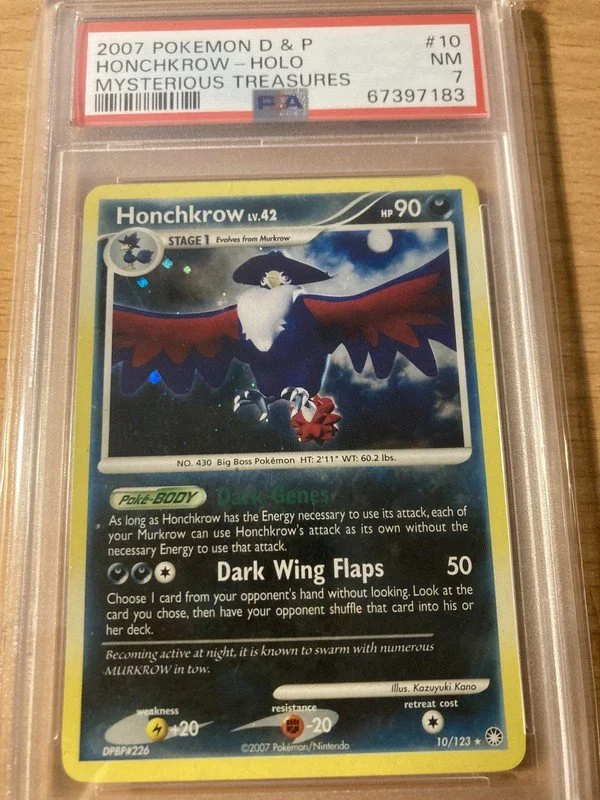 2007 POKEMON D & P #10
HONCHKROW - HOLO NM
MYSTERIOUS TREASURES 7
PSA 67397183
Honchkrow LV.42 HP 90
STAGE 1 Evolves from Murkrow
NO. 430 Big Boss Pokémon HT: 2'11" WT: 60.2 lbs.
Poké-BODY Dark Genes
As long as Honchkrow has the Energy necessary to use its attack, each of
your Murkrow can use Honchkrow's attack as its own without the
necessary Energy to use that attack.
Dark Wing Flaps 50
Choose 1 card from your opponent's hand without looking. Look at the
card you chose, then have your opponent shuffle that card into his or
her deck.
Becoming active at night, it is known to swarm with numerous
MURKROW in tow.
Illus. Kazuyuki Kano
weakness resistance retreat cost
+20 -20
DPBP#226 ©2007 Pokémon/Nintendo 10/123